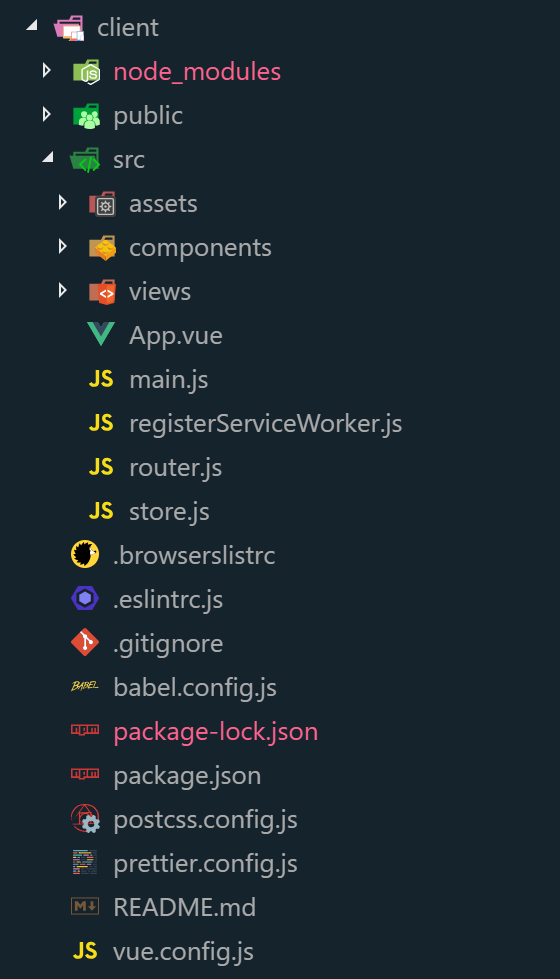 client
node_modules
public
src
assets
components
views
App.vue
JS main.js
JS registerServiceWorker.js
JS router.js
JS store.js
.browserslistrc
.eslintrc.js
.gitignore
BABEL babel.config.js
npm package-lock.json
npm package.json
postcss.config.js
prettier.config.js
M README.md
JS vue.config.js